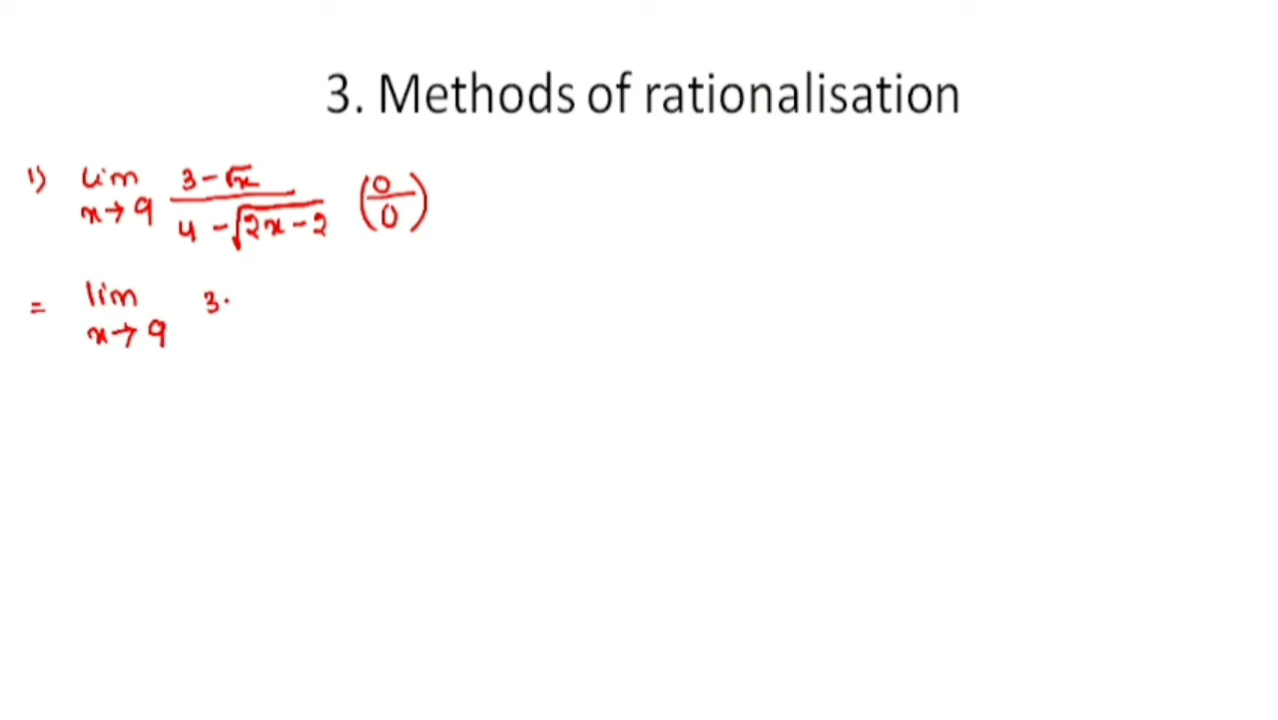 3. Methods of rationalisation
1) lim x→9 (3-√x)/(4-√(2x-2)) (0/0)
= lim x→9 3-